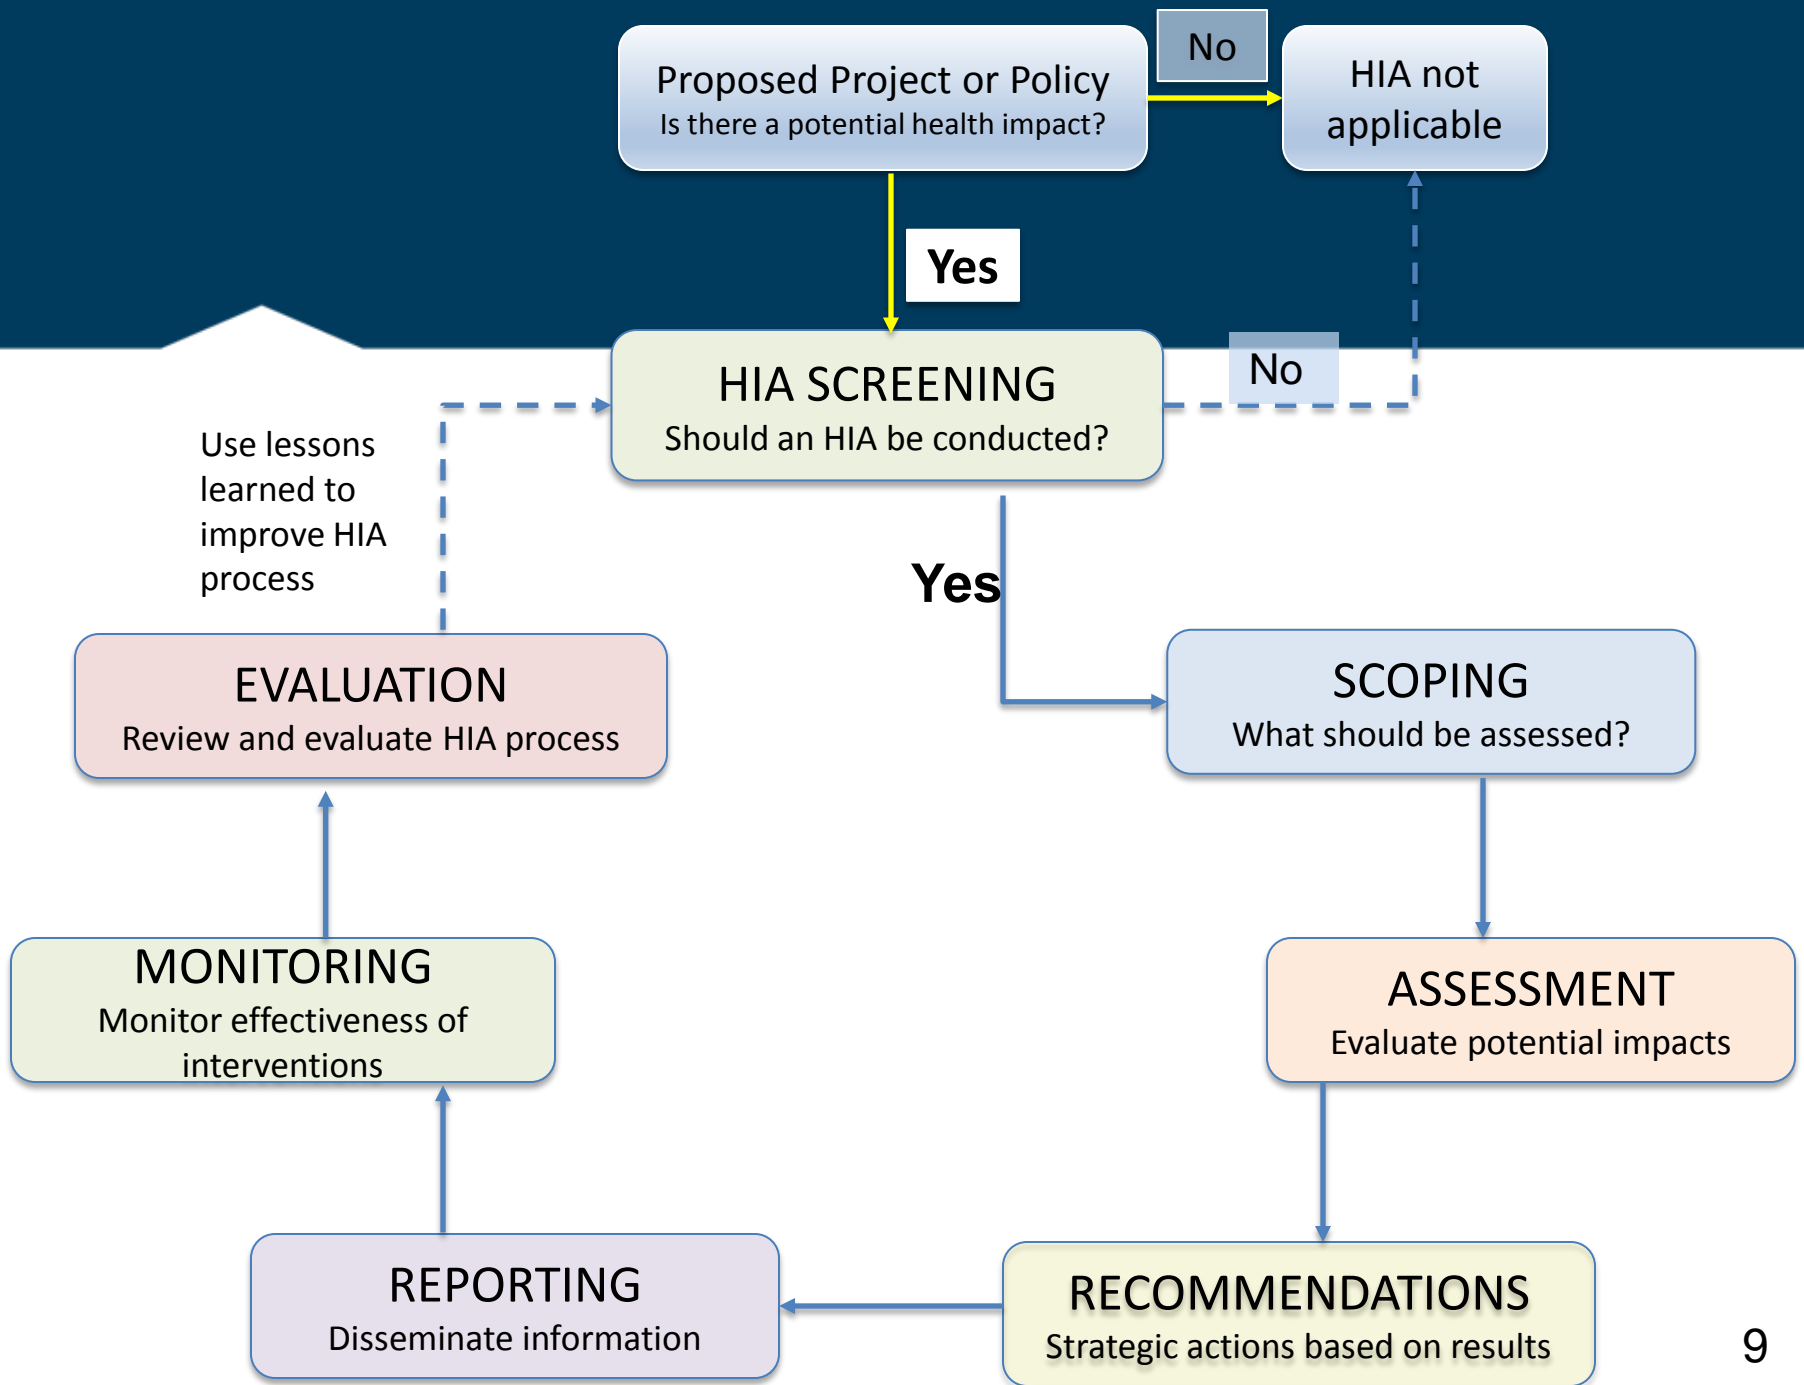 Proposed Project or Policy
Is there a potential health impact?
No
HIA not
applicable
Yes
HIA SCREENING
Should an HIA be conducted?
No
Use lessons
learned to
improve HIA
process
Yes
SCOPING
What should be assessed?
EVALUATION
Review and evaluate HIA process
MONITORING
Monitor effectiveness of
interventions
ASSESSMENT
Evaluate potential impacts
REPORTING
Disseminate information
RECOMMENDATIONS
Strategic actions based on results
9